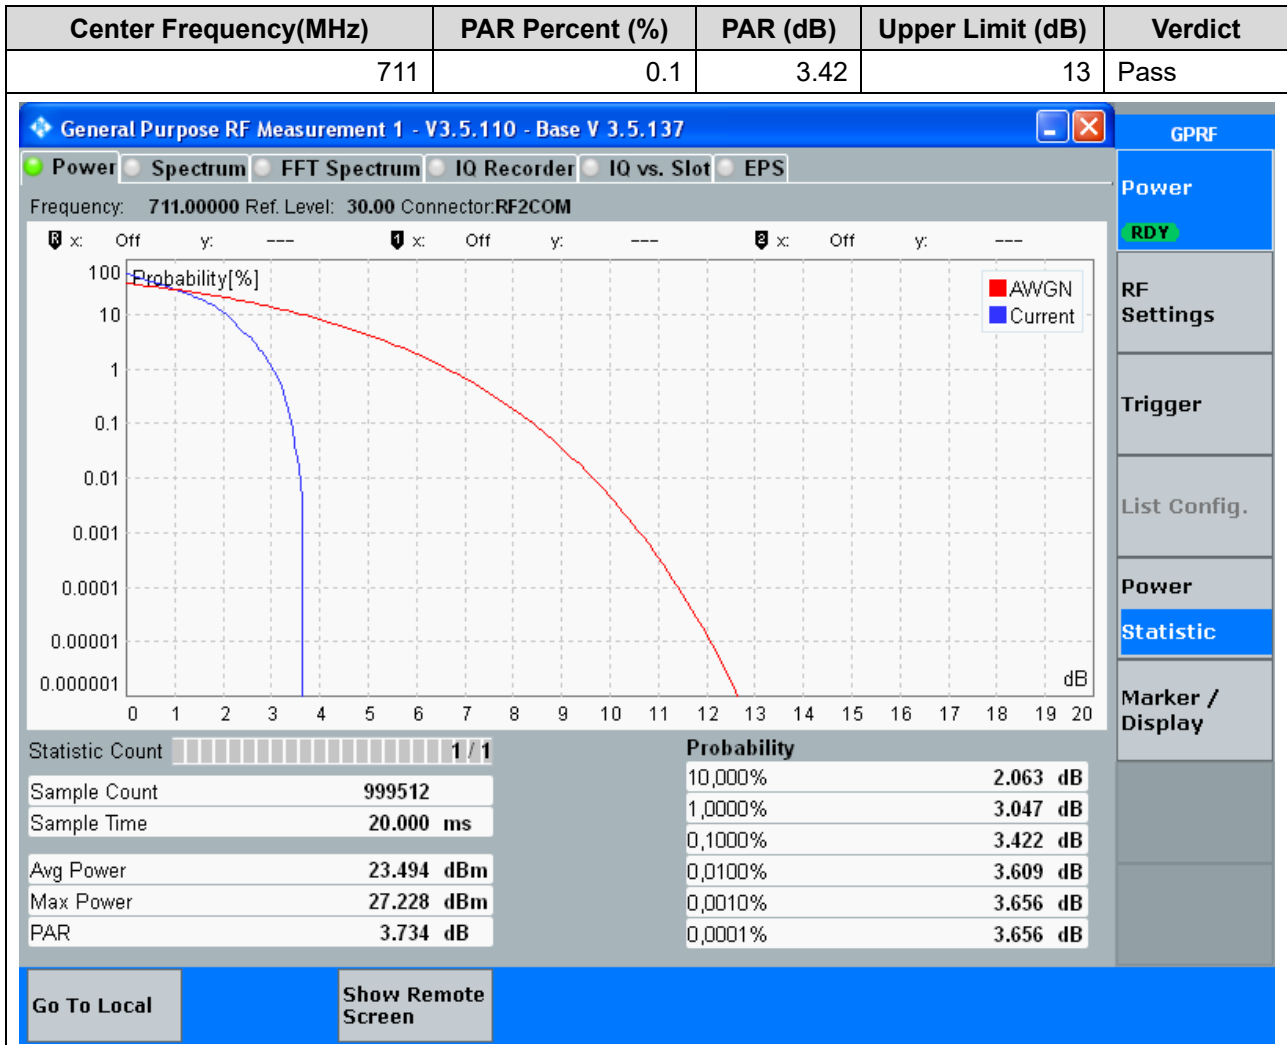 Center Frequency(MHz) PAR Percent (%) PAR (dB) Upper Limit (dB) Verdict
711 0.1 3.42 13 Pass
General Purpose RF Measurement 1 - V3.5.110 - Base V 3.5.137
GPRF
Power Spectrum FFT Spectrum IQ Recorder IQ vs. Slot EPS
Power
RDY
Frequency: 711.00000 Ref. Level: 30.00 Connector:RF2COM
R x: Off y: --- 1 x: Off y: --- 2 x: Off y: ---
Probability[%]
AWGN
Current
100
10
1
0.1
0.01
0.001
0.0001
0.00001
0.000001
dB
0 1 2 3 4 5 6 7 8 9 10 11 12 13 14 15 16 17 18 19 20
RF
Settings
Trigger
List Config.
Power
Statistic
Marker /
Display
Statistic Count 1 / 1
Sample Count 999512
Sample Time 20.000 ms
Avg Power 23.494 dBm
Max Power 27.228 dBm
PAR 3.734 dB
Probability
10,000% 2.063 dB
1,0000% 3.047 dB
0,1000% 3.422 dB
0,0100% 3.609 dB
0,0010% 3.656 dB
0,0001% 3.656 dB
Go To Local
Show Remote
Screen